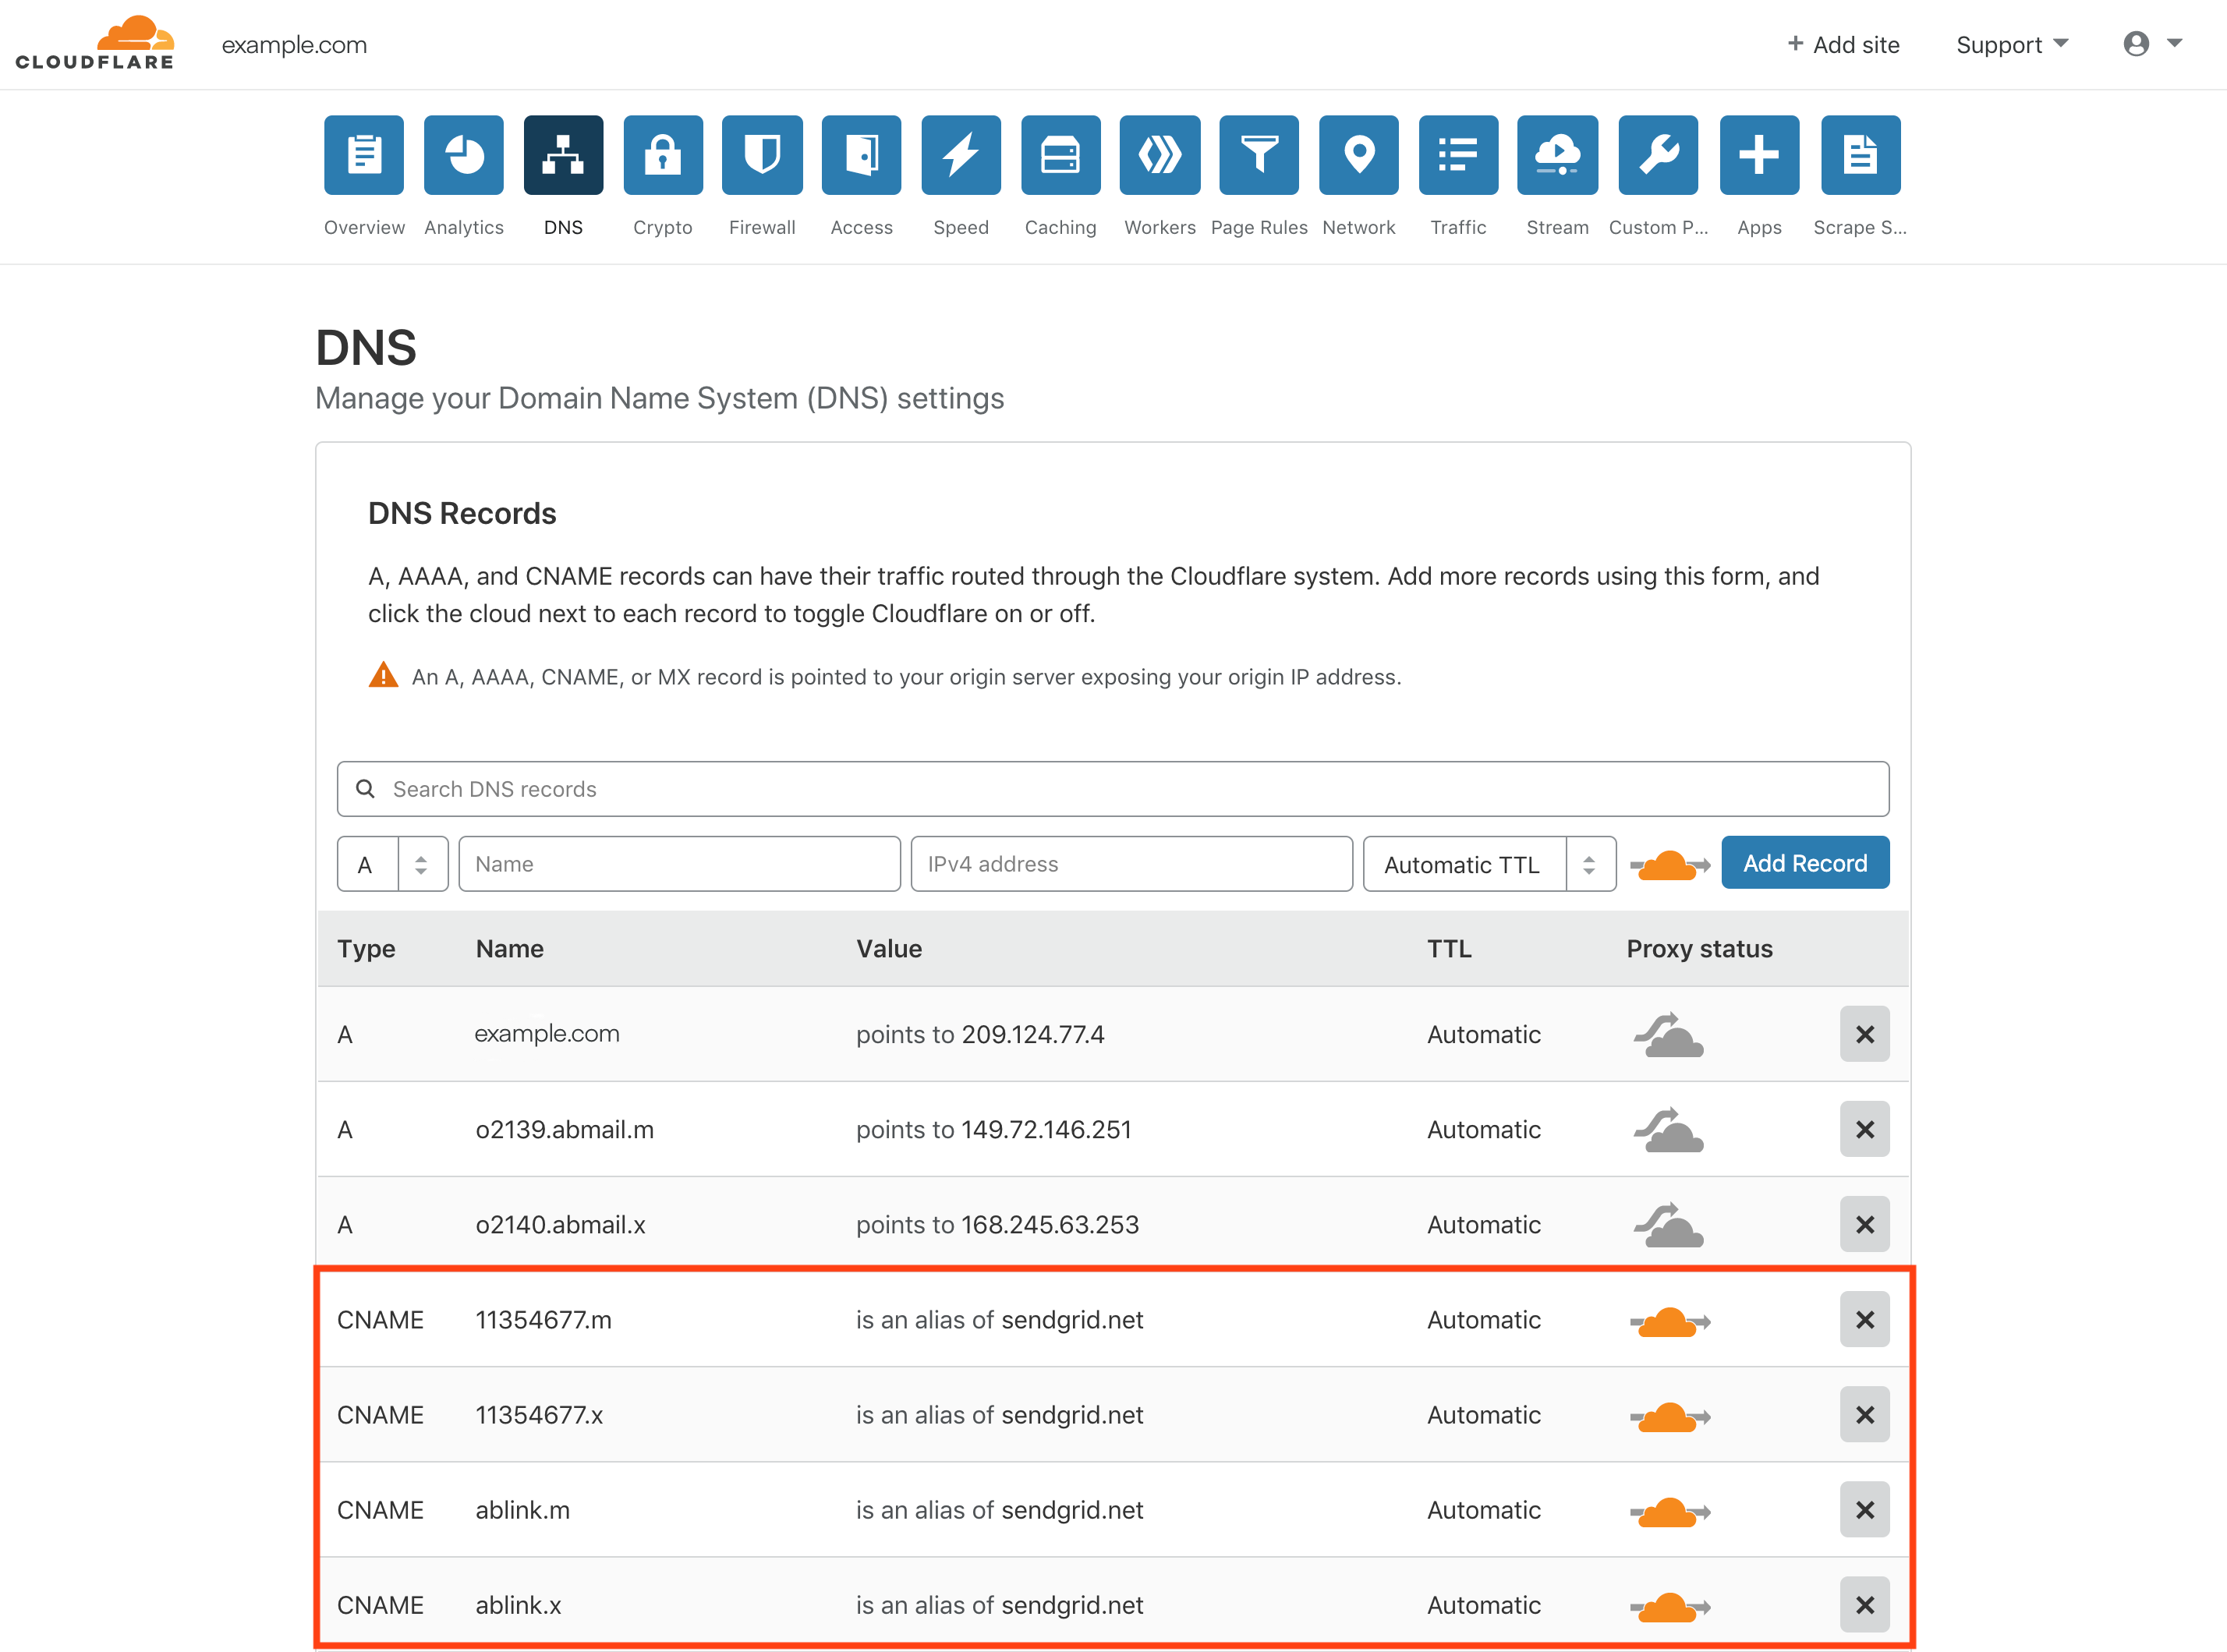 CLOUDFLARE
example.com
+ Add site
Support
Overview
Analytics
DNS
Crypto
Firewall
Access
Speed
Caching
Workers
Page Rules
Network
Traffic
Stream
Custom P...
Apps
Scrape S...
DNS
Manage your Domain Name System (DNS) settings
DNS Records
A, AAAA, and CNAME records can have their traffic routed through the Cloudflare system. Add more records using this form, and
click the cloud next to each record to toggle Cloudflare on or off.
An A, AAAA, CNAME, or MX record is pointed to your origin server exposing your origin IP address.
Search DNS records
A Name IPv4 address Automatic TTL Add Record
Type Name Value TTL Proxy status
A example.com points to 209.124.77.4 Automatic
A o2139.abmail.m points to 149.72.146.251 Automatic
A o2140.abmail.x points to 168.245.63.253 Automatic
CNAME 11354677.m is an alias of sendgrid.net Automatic
CNAME 11354677.x is an alias of sendgrid.net Automatic
CNAME ablink.m is an alias of sendgrid.net Automatic
CNAME ablink.x is an alias of sendgrid.net Automatic